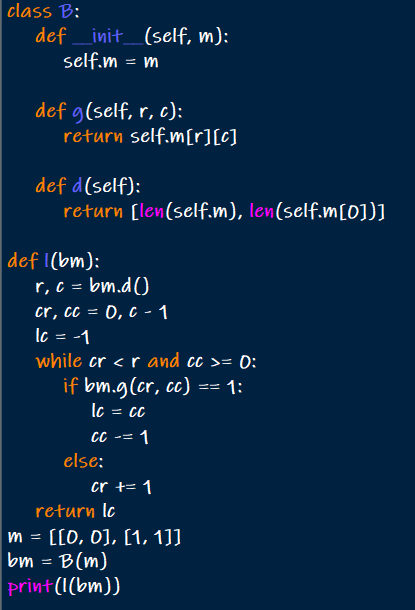 class B:
    def __init__(self, m):
        self.m = m
    def g(self, r, c):
        return self.m[r][c]
    def d(self):
        return [len(self.m), len(self.m[0])]
def l(bm):
    r, c = bm.d()
    cr, cc = 0, c - 1
    lc = -1
    while cr < r and cc >= 0:
        if bm.g(cr, cc) == 1:
            lc = cc
            cc -= 1
        else:
            cr += 1
    return lc
m = [[0, 0], [1, 1]]
bm = B(m)
print(l(bm))